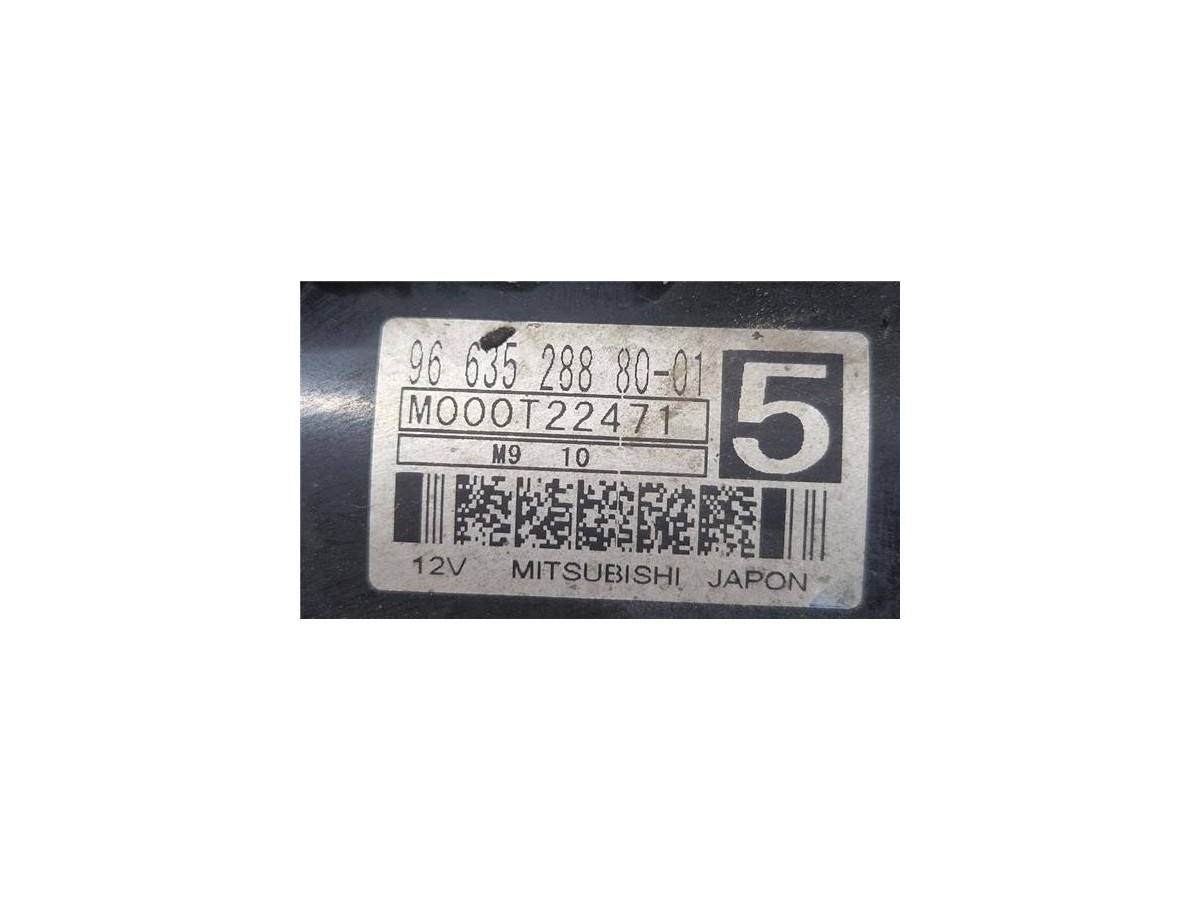 96 635 288 80-01
5
M000T22471
M9 10
12V MITSUBISHI JAPON